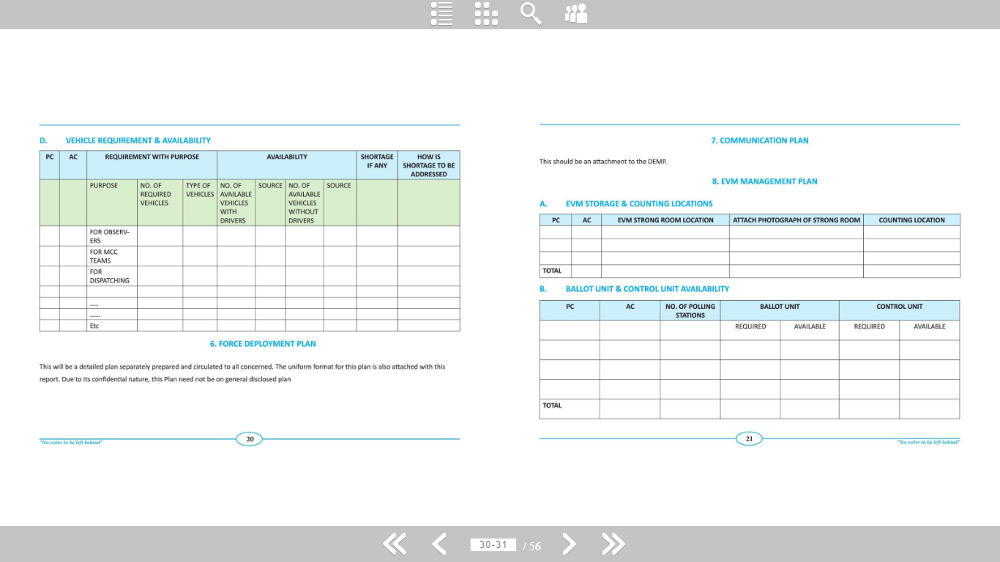 D. VEHICLE REQUIREMENT & AVAILABILITY
PC AC REQUIREMENT WITH PURPOSE AVAILABILITY SHORTAGE HOW IS
IF ANY SHORTAGE TO BE
ADDRESSED
PURPOSE NO. OF TYPE OF NO. OF SOURCE NO. OF SOURCE
REQUIRED VEHICLES AVAILABLE AVAILABLE
VEHICLES VEHICLES VEHICLES
WITH WITHOUT
DRIVERS DRIVERS
FOR OBSERV-
ERS
FOR MCC
TEAMS
FOR
DISPATCHING
.....
......
Etc
6. FORCE DEPLOYMENT PLAN
This will be a detailed plan separately prepared and circulated to all concerned. The uniform format for this plan is also attached with this
report. Due to its confidential nature, this Plan need not be on general disclosed plan
"No voter to be left behind"
20
7. COMMUNICATION PLAN
This should be an attachment to the DEMP.
8. EVM MANAGEMENT PLAN
A. EVM STORAGE & COUNTING LOCATIONS
PC AC EVM STRONG ROOM LOCATION ATTACH PHOTOGRAPH OF STRONG ROOM COUNTING LOCATION
TOTAL
B. BALLOT UNIT & CONTROL UNIT AVAILABILITY
PC AC NO. OF POLLING BALLOT UNIT CONTROL UNIT
STATIONS
REQUIRED AVAILABLE REQUIRED AVAILABLE
TOTAL
21
"No voter to be left behind"
30-31 / 56